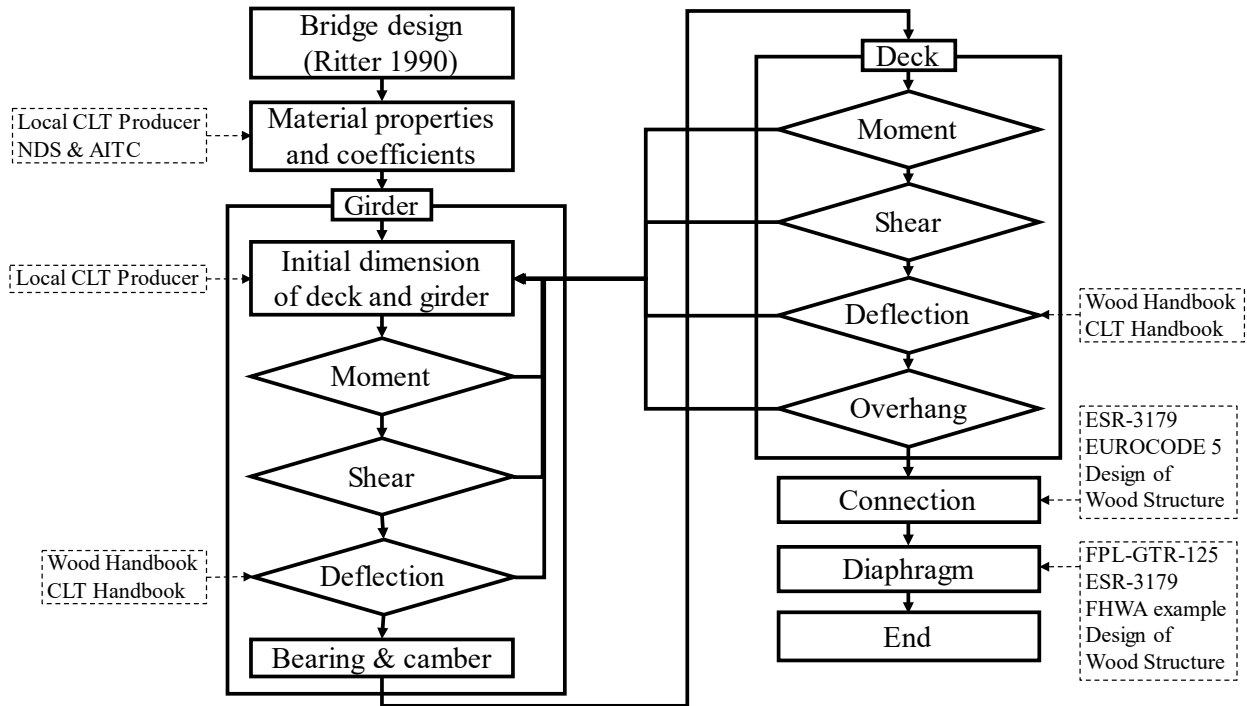 Bridge design
(Ritter 1990)
Local CLT Producer
NDS & AITC
Material properties
and coefficients
Girder
Local CLT Producer
Initial dimension
of deck and girder
Moment
Shear
Wood Handbook
CLT Handbook
Deflection
Bearing & camber
Deck
Moment
Shear
Deflection
Wood Handbook
CLT Handbook
Overhang
ESR-3179
EUROCODE 5
Design of
Wood Structure
Connection
FPL-GTR-125
ESR-3179
FHWA example
Design of
Wood Structure
Diaphragm
End